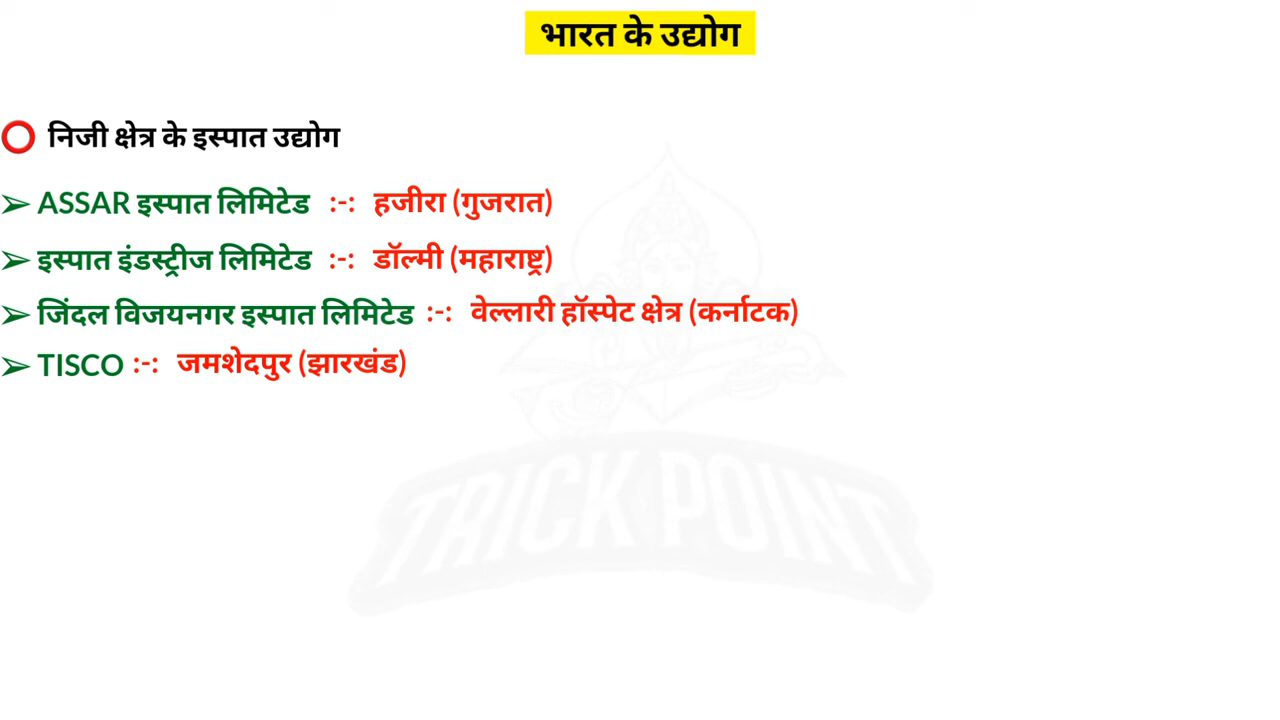 भारत के उद्योग
⭕ निजी क्षेत्र के इस्पात उद्योग
➢ ASSAR इस्पात लिमिटेड :-: हजीरा (गुजरात)
➢ इस्पात इंडस्ट्रीज लिमिटेड :-: डॉल्मी (महाराष्ट्र)
➢ जिंदल विजयनगर इस्पात लिमिटेड :-: वेल्लारी हॉस्पेट क्षेत्र (कर्नाटक)
➢ TISCO :-: जमशेदपुर (झारखंड)
TRICK POINT